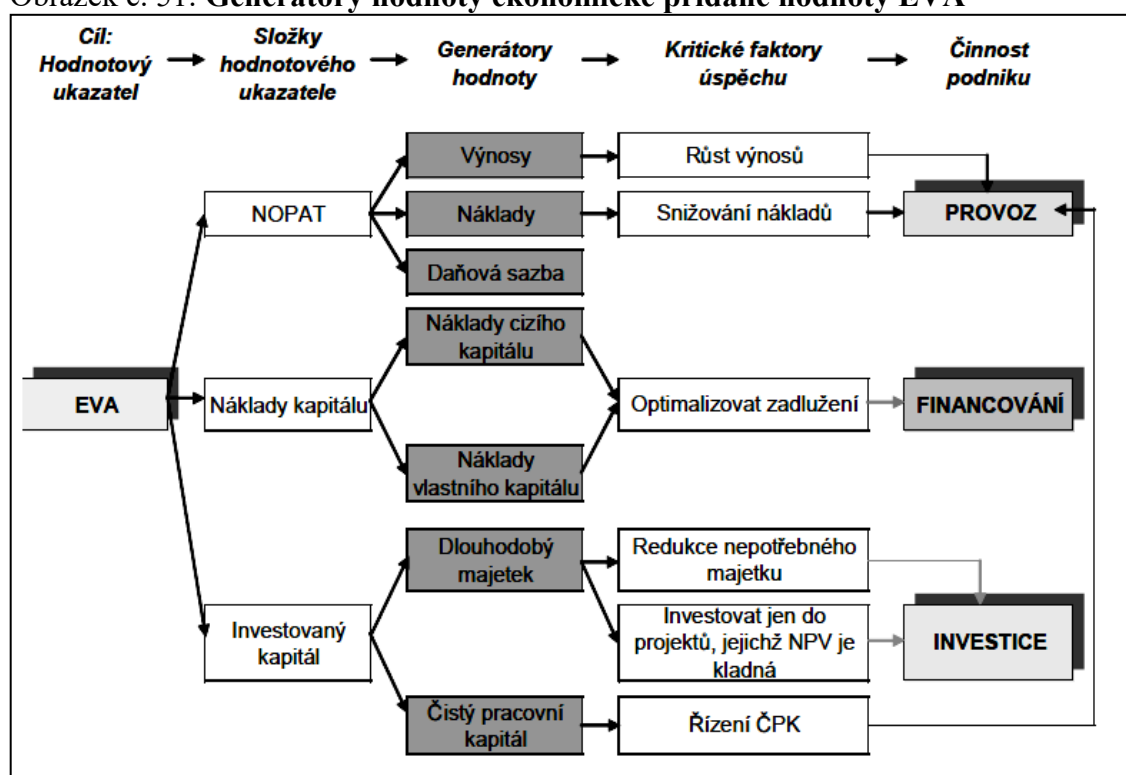 Obrázek č. 31: Generátory hodnoty ekonomické přidané hodnoty EVA
Cíl:
Hodnotový
ukazatel
Složky
hodnotového
ukazatele
Generátory
hodnoty
Kritické faktory
úspěchu
Činnost
podniku
Výnosy
Růst výnosů
NOPAT
Náklady
Snižování nákladů
PROVOZ
Daňová sazba
Náklady cizího
kapitálu
EVA
Náklady kapitálu
Optimalizovat zadlužení
FINANCOVÁNÍ
Náklady
vlastního kapitálu
Dlouhodobý
majetek
Redukce nepotřebného
majetku
Investovaný
kapitál
Investovat jen do
projektů, jejichž NPV je
kladná
INVESTICE
Čistý pracovní
kapitál
Řízení ČPK